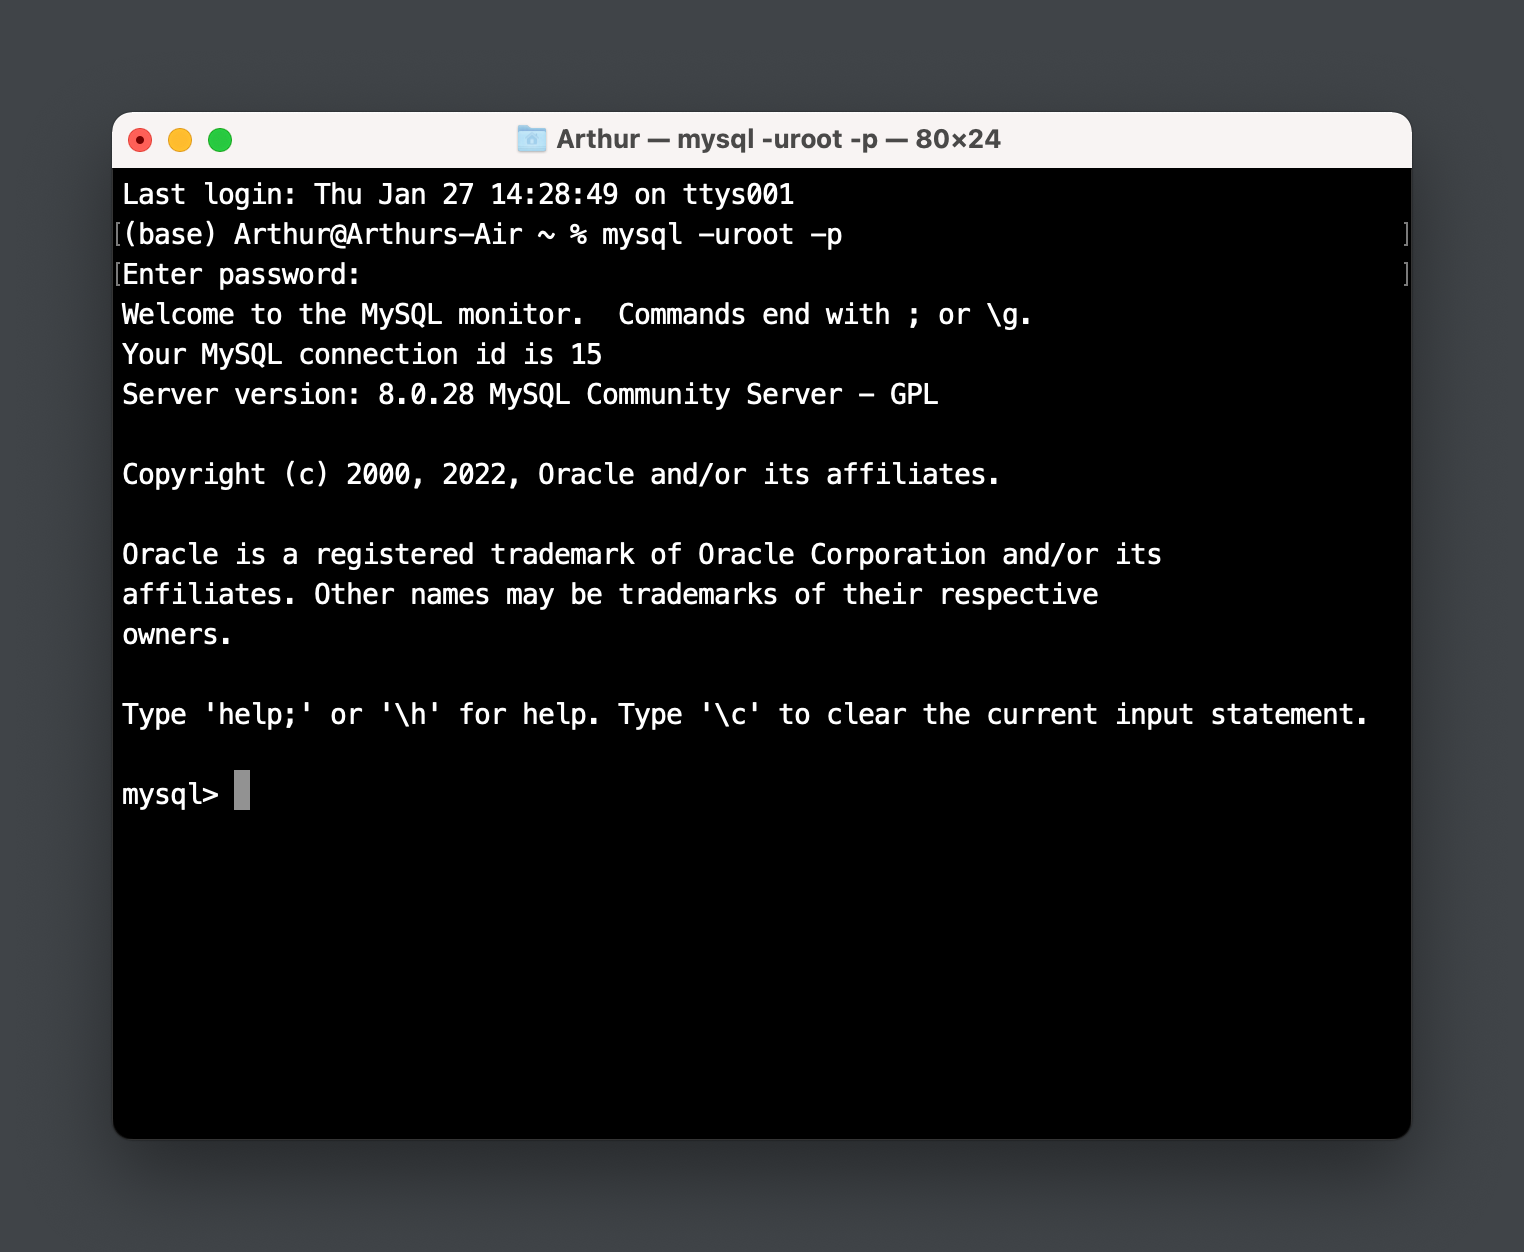 Arthur — mysql -uroot -p — 80×24
Last login: Thu Jan 27 14:28:49 on ttys001
[(base) Arthur@Arthurs-Air ~ % mysql -uroot -p ]
[Enter password: ]
Welcome to the MySQL monitor.  Commands end with ; or \g.
Your MySQL connection id is 15
Server version: 8.0.28 MySQL Community Server - GPL
Copyright (c) 2000, 2022, Oracle and/or its affiliates.
Oracle is a registered trademark of Oracle Corporation and/or its
affiliates. Other names may be trademarks of their respective
owners.
Type 'help;' or '\h' for help. Type '\c' to clear the current input statement.
mysql>